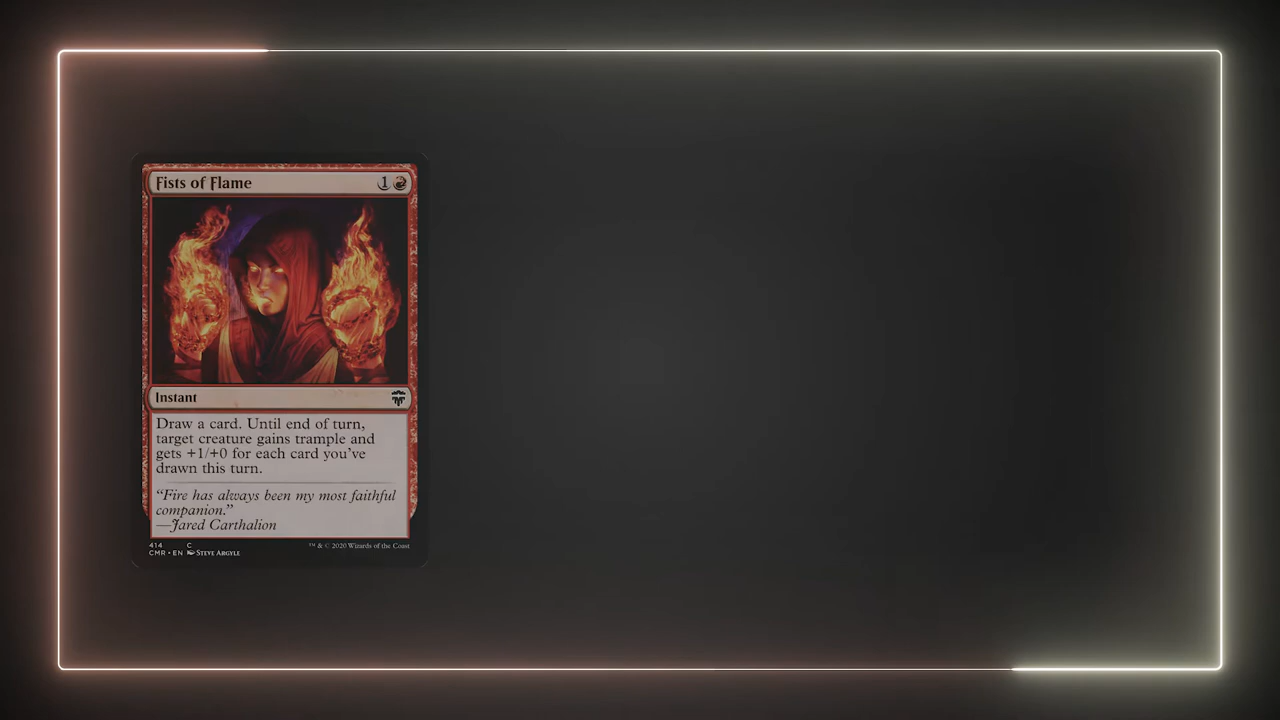 Fists of Flame 1
Instant
Draw a card. Until end of turn,
target creature gains trample and
gets +1/+0 for each card you've
drawn this turn.
“Fire has always been my most faithful
companion.”
—Jared Carthalion
414 C
CMR • EN Steve Argyle ™ & © 2020 Wizards of the Coast